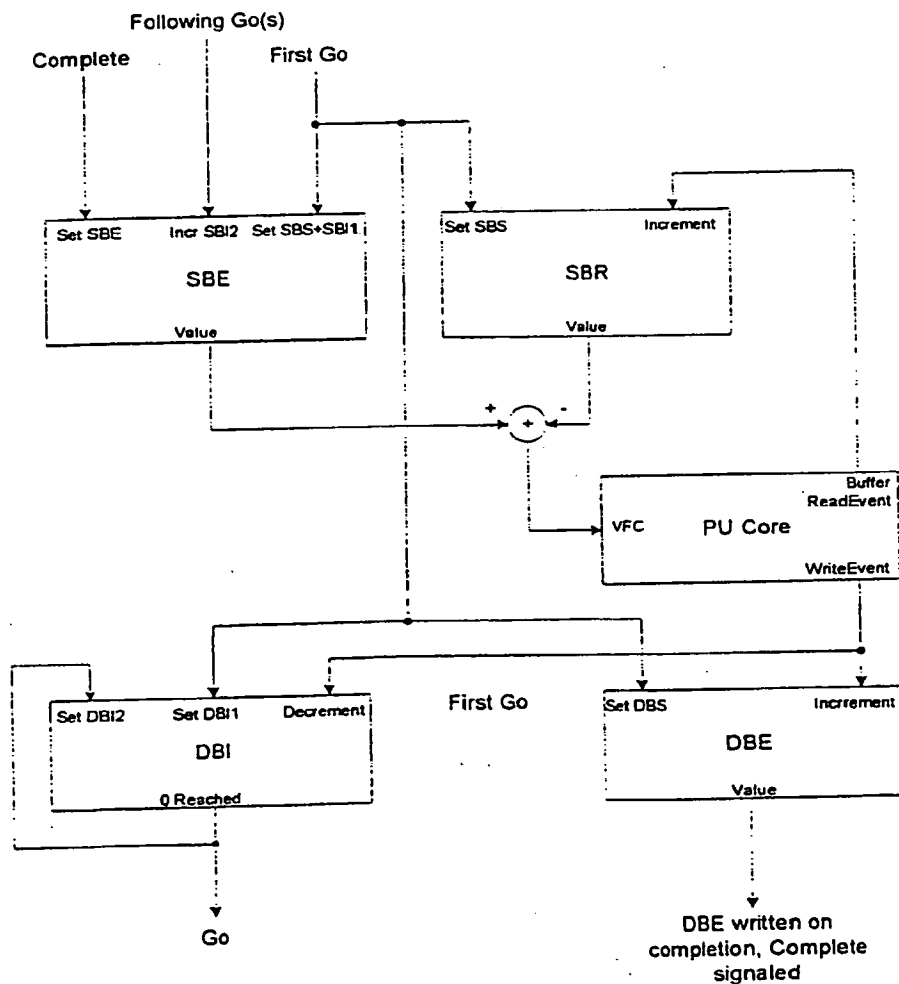 Following Go(s)
Complete
First Go
Set SBE
Incr SBI2
Set SBS+SBI1
SBE
Value
Set SBS
Increment
SBR
Value
+
-
+
Buffer
ReadEvent
VFC
PU Core
WriteEvent
Set DBI2
Set DBI1
Decrement
DBI
0 Reached
First Go
Set DBS
Incrrement
DBE
Value
Go
DBE written on
completion, Complete
signaled